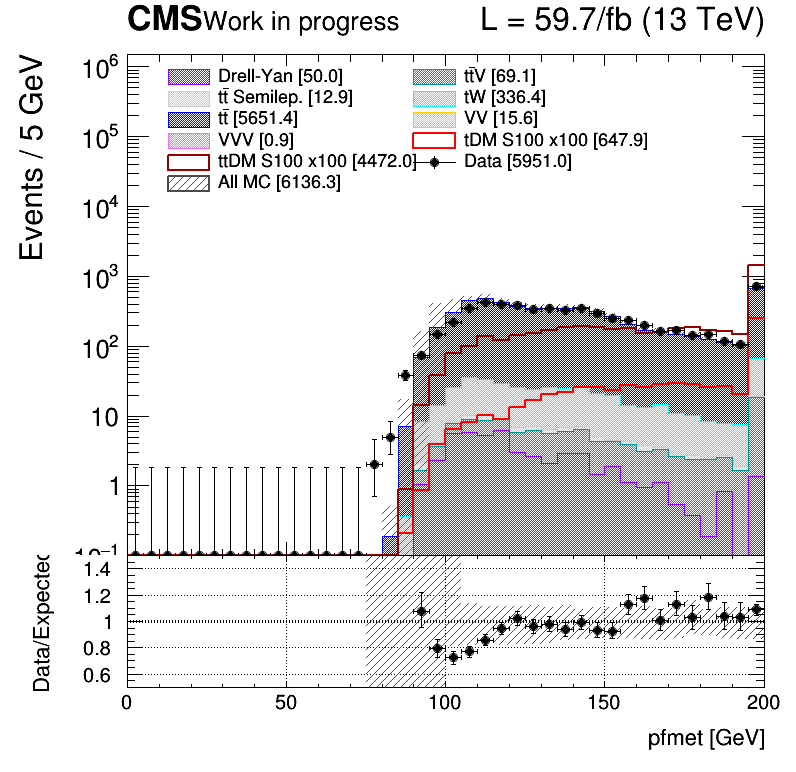 CMS Work in progress L = 59.7/fb (13 TeV)
Events / 5 GeV
10⁶
10⁵
10⁴
10³
10²
10
1
10⁻¹
Drell-Yan [50.0]
tt̄V [69.1]
tt̄ Semilep. [12.9]
tW [336.4]
tt̄ [5651.4]
VV [15.6]
VVV [0.9]
tDM S100 x100 [647.9]
ttDM S100 x100 [4472.0]
Data [5951.0]
All MC [6136.3]
Data/Expected
1.4
1.2
1
0.8
0.6
0 50 100 150 200
pfmet [GeV]